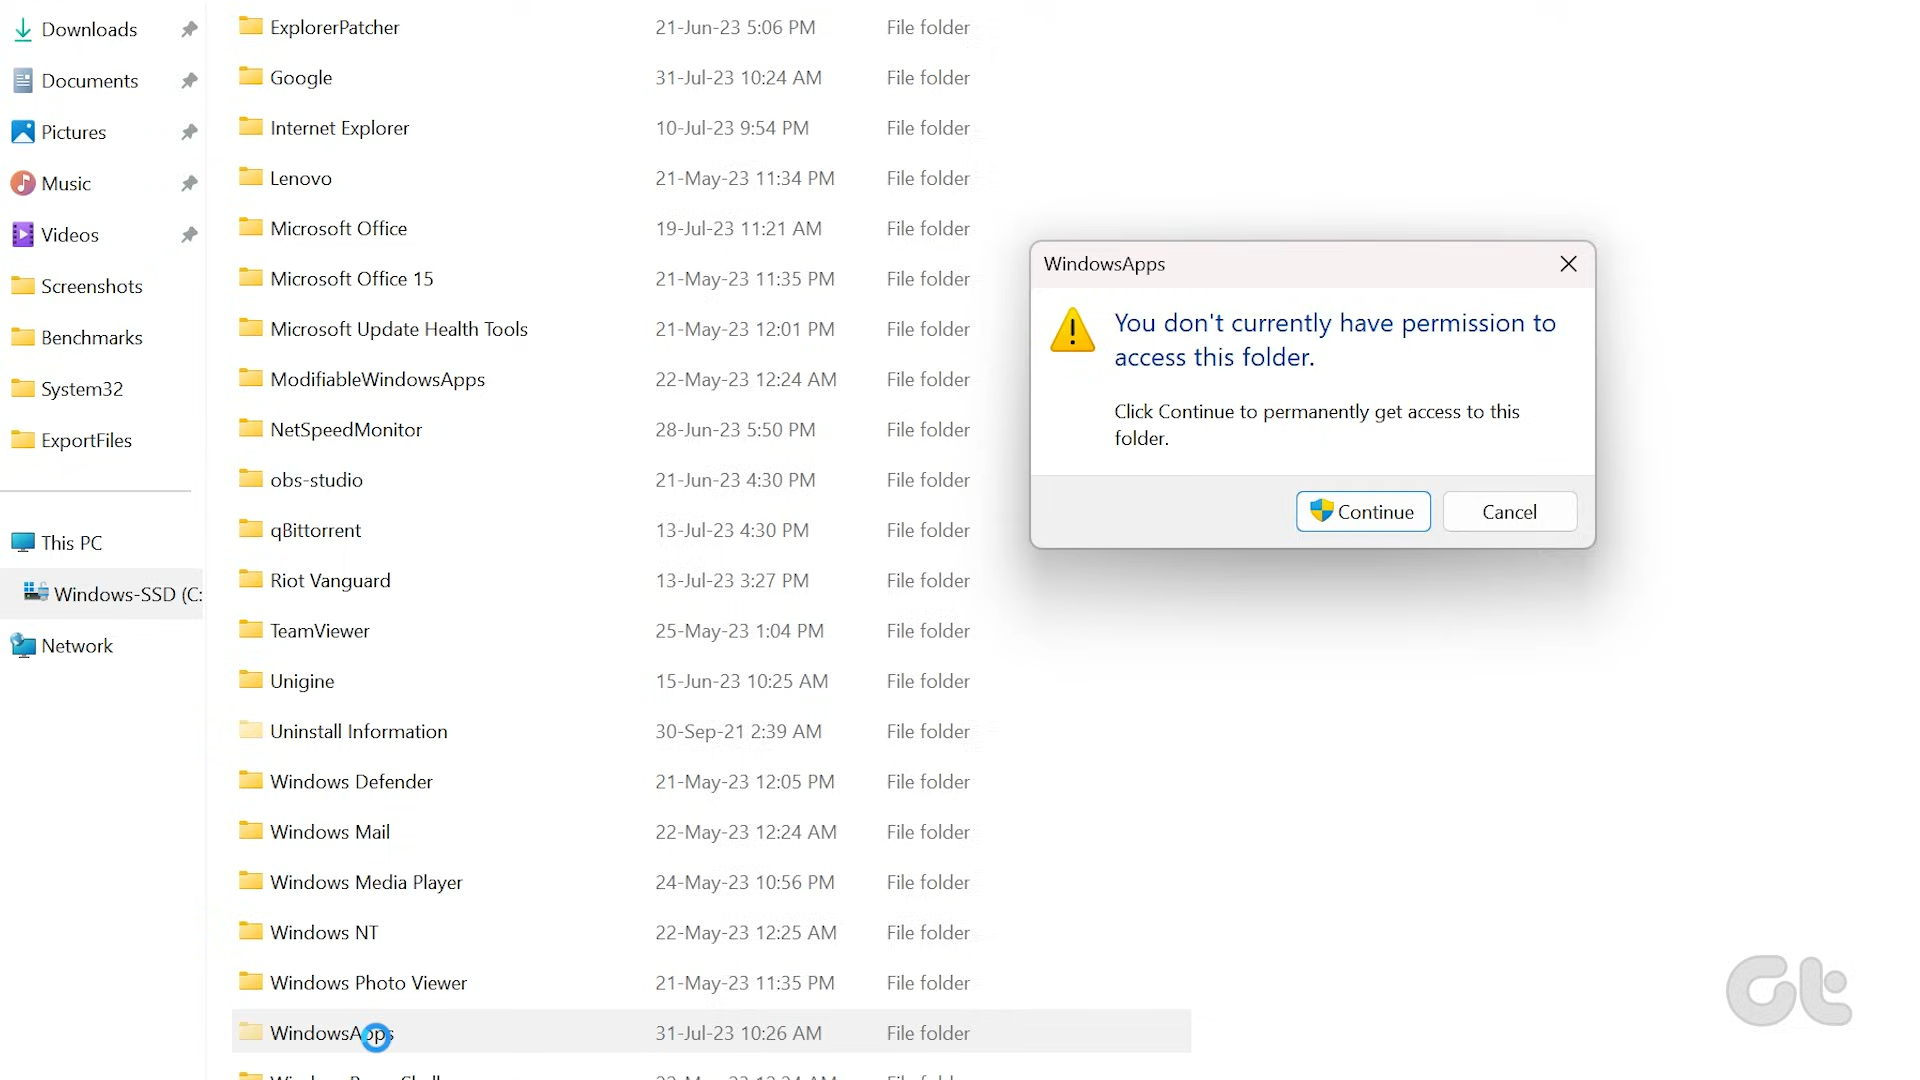 Downloads
Documents
Pictures
Music
Videos
Screenshots
Benchmarks
System32
ExportFiles
This PC
Windows-SSD (C:
Network
ExplorerPatcher 21-Jun-23 5:06 PM File folder
Google 31-Jul-23 10:24 AM File folder
Internet Explorer 10-Jul-23 9:54 PM File folder
Lenovo 21-May-23 11:34 PM File folder
Microsoft Office 19-Jul-23 11:21 AM File folder
Microsoft Office 15 21-May-23 11:35 PM File folder
Microsoft Update Health Tools 21-May-23 12:01 PM File folder
ModifiableWindowsApps 22-May-23 12:24 AM File folder
NetSpeedMonitor 28-Jun-23 5:50 PM File folder
obs-studio 21-Jun-23 4:30 PM File folder
qBittorrent 13-Jul-23 4:30 PM File folder
Riot Vanguard 13-Jul-23 3:27 PM File folder
TeamViewer 25-May-23 1:04 PM File folder
Unigine 15-Jun-23 10:25 AM File folder
Uninstall Information 30-Sep-21 2:39 AM File folder
Windows Defender 21-May-23 12:05 PM File folder
Windows Mail 22-May-23 12:24 AM File folder
Windows Media Player 24-May-23 10:56 PM File folder
Windows NT 22-May-23 12:25 AM File folder
Windows Photo Viewer 21-May-23 11:35 PM File folder
WindowsApps 31-Jul-23 10:26 AM File folder
WindowsApps
You don't currently have permission to
access this folder.
Click Continue to permanently get access to this
folder.
Continue
Cancel
Gt